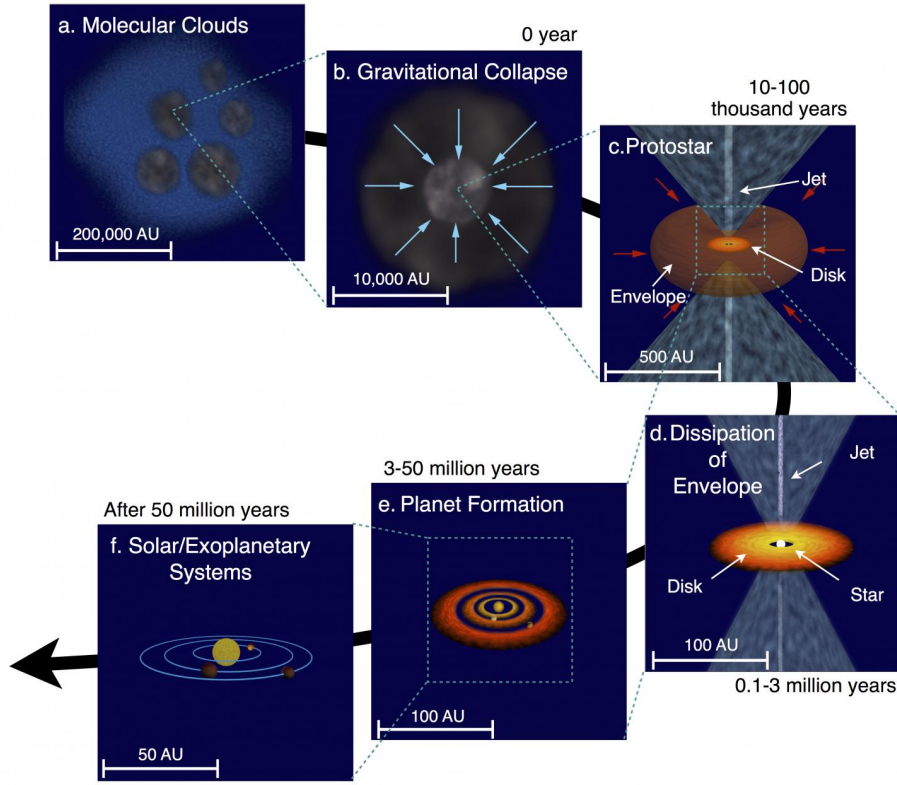 a. Molecular Clouds
200,000 AU
0 year
b. Gravitational Collapse
10,000 AU
10-100
thousand years
c.Protostar
Jet
Disk
Envelope
500 AU
d. Dissipation
of
Envelope
Jet
Disk
Star
100 AU
0.1-3 million years
3-50 million years
e. Planet Formation
100 AU
After 50 million years
f. Solar/Exoplanetary
Systems
50 AU